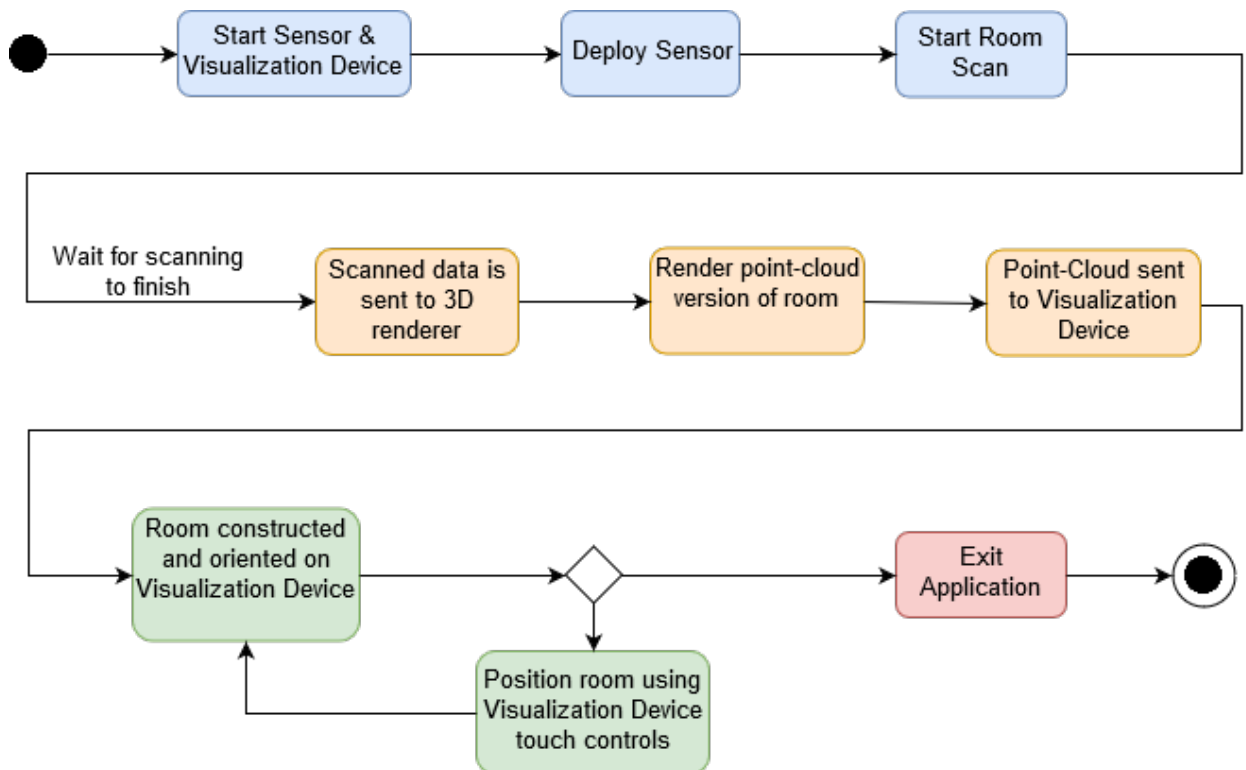 Start Sensor &
Visualization Device
Deploy Sensor
Start Room
Scan
Wait for scanning
to finish
Scanned data is
sent to 3D
renderer
Render point-cloud
version of room
Point-Cloud sent
to Visualization
Device
Room constructed
and oriented on
Visualization Device
Exit
Application
Position room using
Visualization Device
touch controls